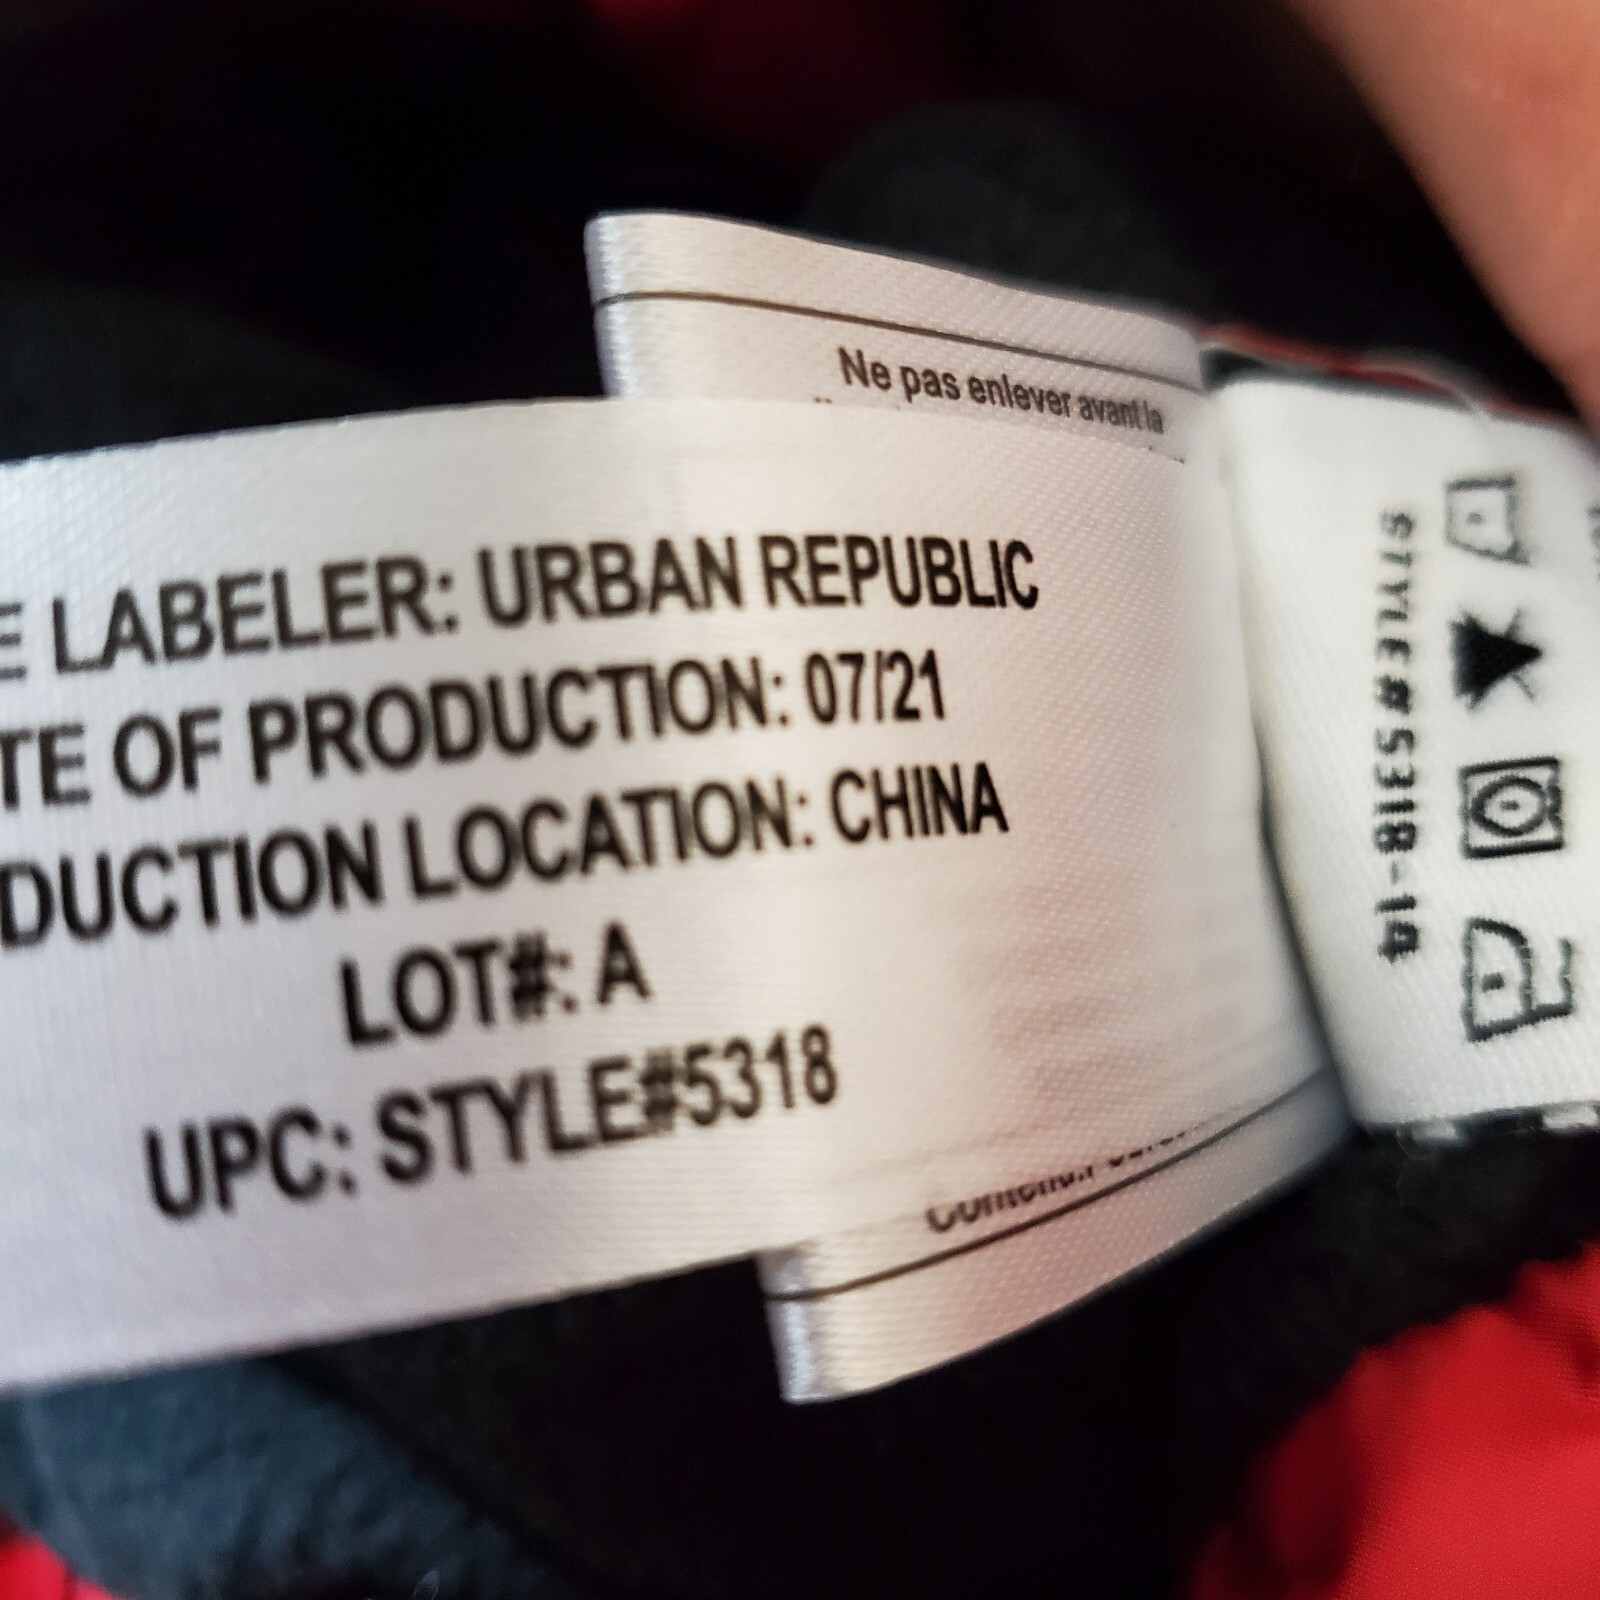 Ne pas enlever avant la
E LABELER: URBAN REPUBLIC
TE OF PRODUCTION: 07/21
DUCTION LOCATION: CHINA
LOT#: A
UPC: STYLE#5318
STYLE#5318-14